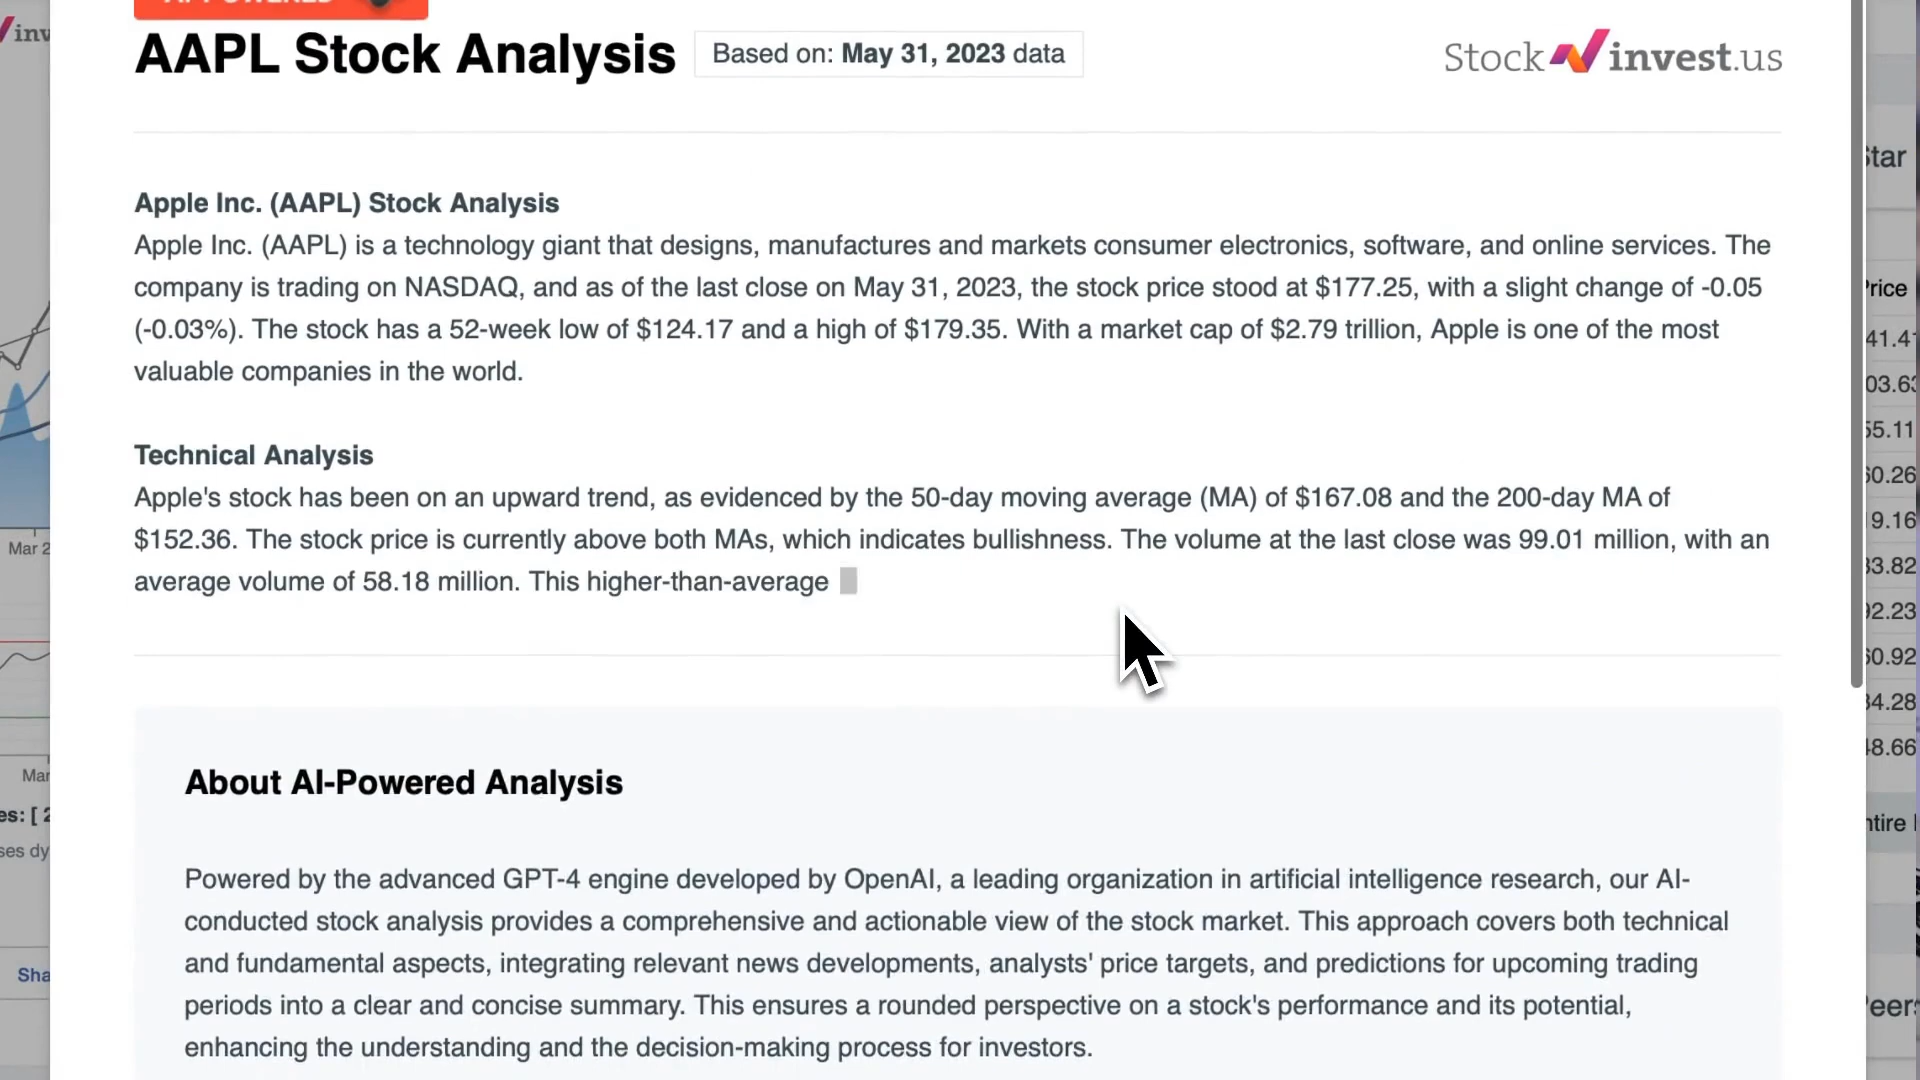 AAPL Stock Analysis
Based on: May 31, 2023 data
Stock invest.us
Apple Inc. (AAPL) Stock Analysis
Apple Inc. (AAPL) is a technology giant that designs, manufactures and markets consumer electronics, software, and online services. The
company is trading on NASDAQ, and as of the last close on May 31, 2023, the stock price stood at $177.25, with a slight change of -0.05
(-0.03%). The stock has a 52-week low of $124.17 and a high of $179.35. With a market cap of $2.79 trillion, Apple is one of the most
valuable companies in the world.
Technical Analysis
Apple's stock has been on an upward trend, as evidenced by the 50-day moving average (MA) of $167.08 and the 200-day MA of
$152.36. The stock price is currently above both MAs, which indicates bullishness. The volume at the last close was 99.01 million, with an
average volume of 58.18 million. This higher-than-average
About AI-Powered Analysis
Powered by the advanced GPT-4 engine developed by OpenAI, a leading organization in artificial intelligence research, our AI-
conducted stock analysis provides a comprehensive and actionable view of the stock market. This approach covers both technical
and fundamental aspects, integrating relevant news developments, analysts' price targets, and predictions for upcoming trading
periods into a clear and concise summary. This ensures a rounded perspective on a stock's performance and its potential,
enhancing the understanding and the decision-making process for investors.